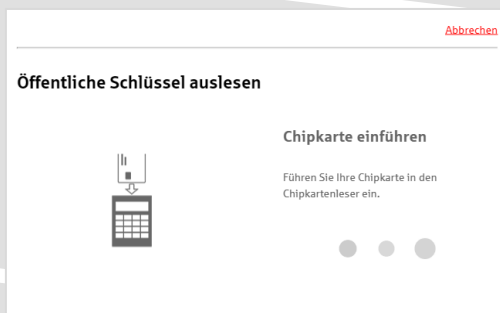 Abbrechen
Öffentliche Schlüssel auslesen
Chipkarte einführen
Führen Sie Ihre Chipkarte in den
Chipkartenleser ein.